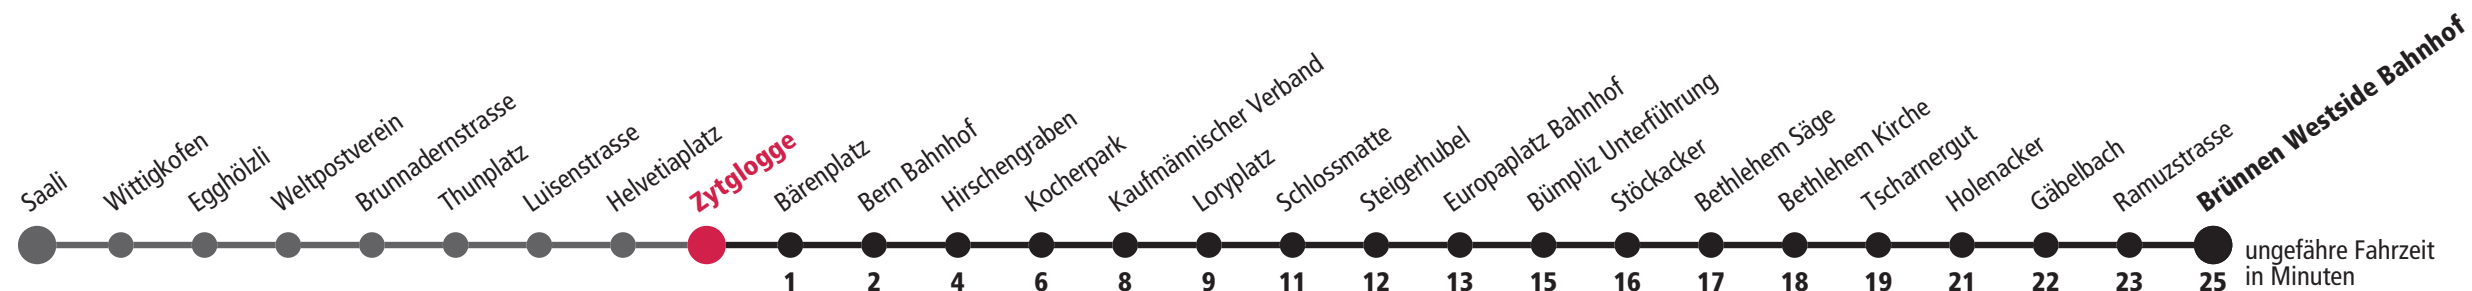 Saali
Wittigkofen
Egghölzli
Weltpostverein
Brunnadernstrasse
Thunplatz
Luisenstrasse
Helvetiaplatz
Zytglogge
Bärenplatz
Bern Bahnhof
Hirschengraben
Kocherpark
Kaufmännischer Verband
Loryplatz
Schlossmatte
Steigerhubel
Europaplatz Bahnhof
Bümpliz Unterführung
Stöckacker
Bethlehem Säge
Bethlehem Kirche
Tscharnergut
Holenacker
Gäbelbach
Ramuzstrasse
Brünnen Westside Bahnhof
1 2 4 6 8 9 11 12 13 15 16 17 18 19 21 22 23 25
ungefähre Fahrzeit
in Minuten